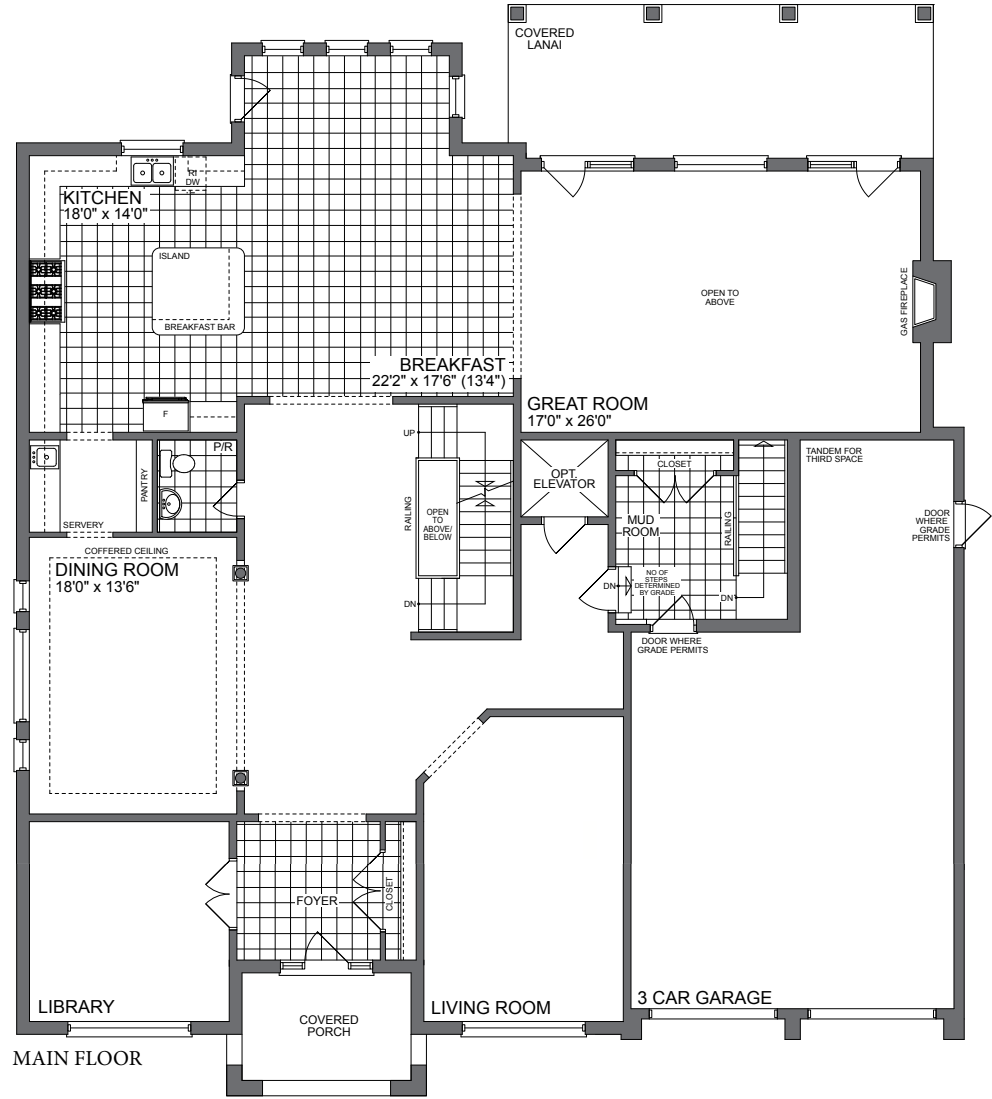 COVERED
LANAI
RI
DW
KITCHEN
18'0" x 14'0"
ISLAND
BREAKFAST BAR
BREAKFAST
22'2" x 17'6" (13'4")
OPEN TO
ABOVE
GAS FIREPLACE
GREAT ROOM
17'0" x 26'0"
F
P/R
PANTRY
SERVERY
UP
RAILING
OPEN
TO
ABOVE/
BELOW
DN
OPT.
ELEVATOR
CLOSET
MUD
ROOM
RAILING
NO OF
STEPS
DETERMINED
BY GRADE
DN
DN
TANDEM FOR
THIRD SPACE
DOOR
WHERE
GRADE
PERMITS
DOOR WHERE
GRADE PERMITS
COFFERED CEILING
DINING ROOM
18'0" x 13'6"
FOYER
CLOSET
LIBRARY
COVERED
PORCH
LIVING ROOM
3 CAR GARAGE
MAIN FLOOR